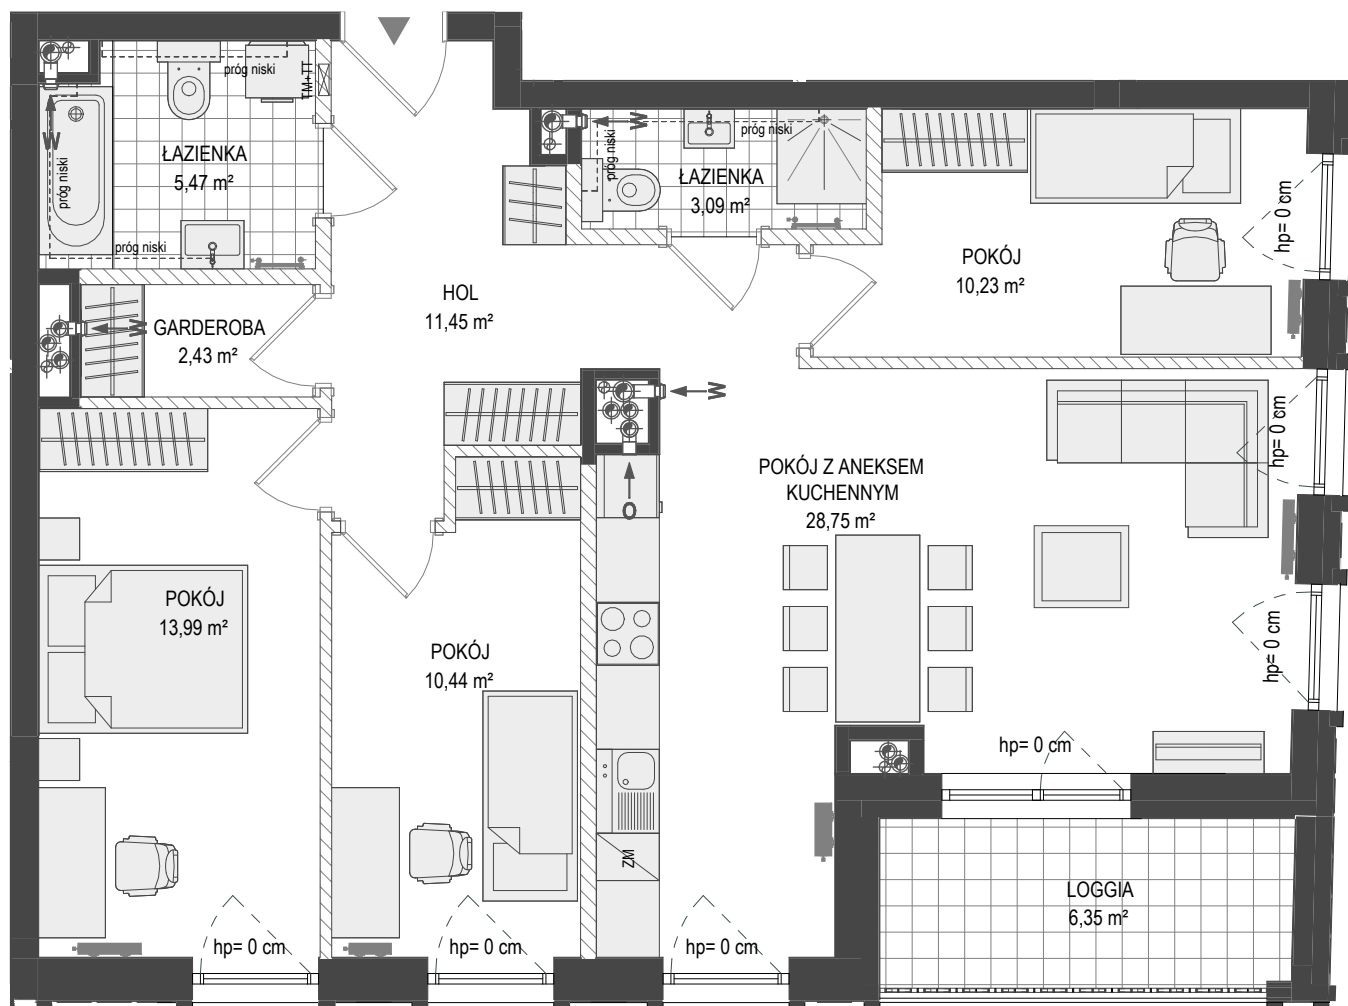 próg niski
TM+TT
W
próg niski
ŁAZIENKA
5,47 m²
próg niski
W
próg niski
próg niski
ŁAZIENKA
3,09 m²
POKÓJ
10,23 m²
hp= 0 cm
HOL
11,45 m²
W
GARDEROBA
2,43 m²
W
hp= 0 cm
POKÓJ Z ANEKSEM
KUCHENNYM
28,75 m²
O
POKÓJ
13,99 m²
POKÓJ
10,44 m²
hp= 0 cm
hp= 0 cm
ZM
LOGGIA
6,35 m²
hp= 0 cm
hp= 0 cm
hp= 0 cm